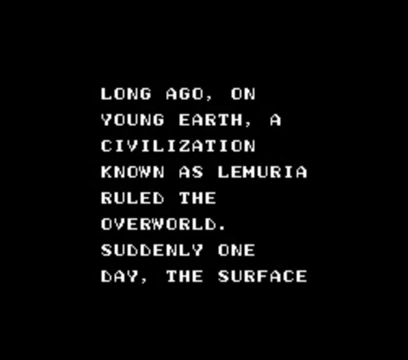 LONG AGO, ON
YOUNG EARTH, A
CIVILIZATION
KNOWN AS LEMURIA
RULED THE
OVERWORLD.
SUDDENLY ONE
DAY, THE SURFACE